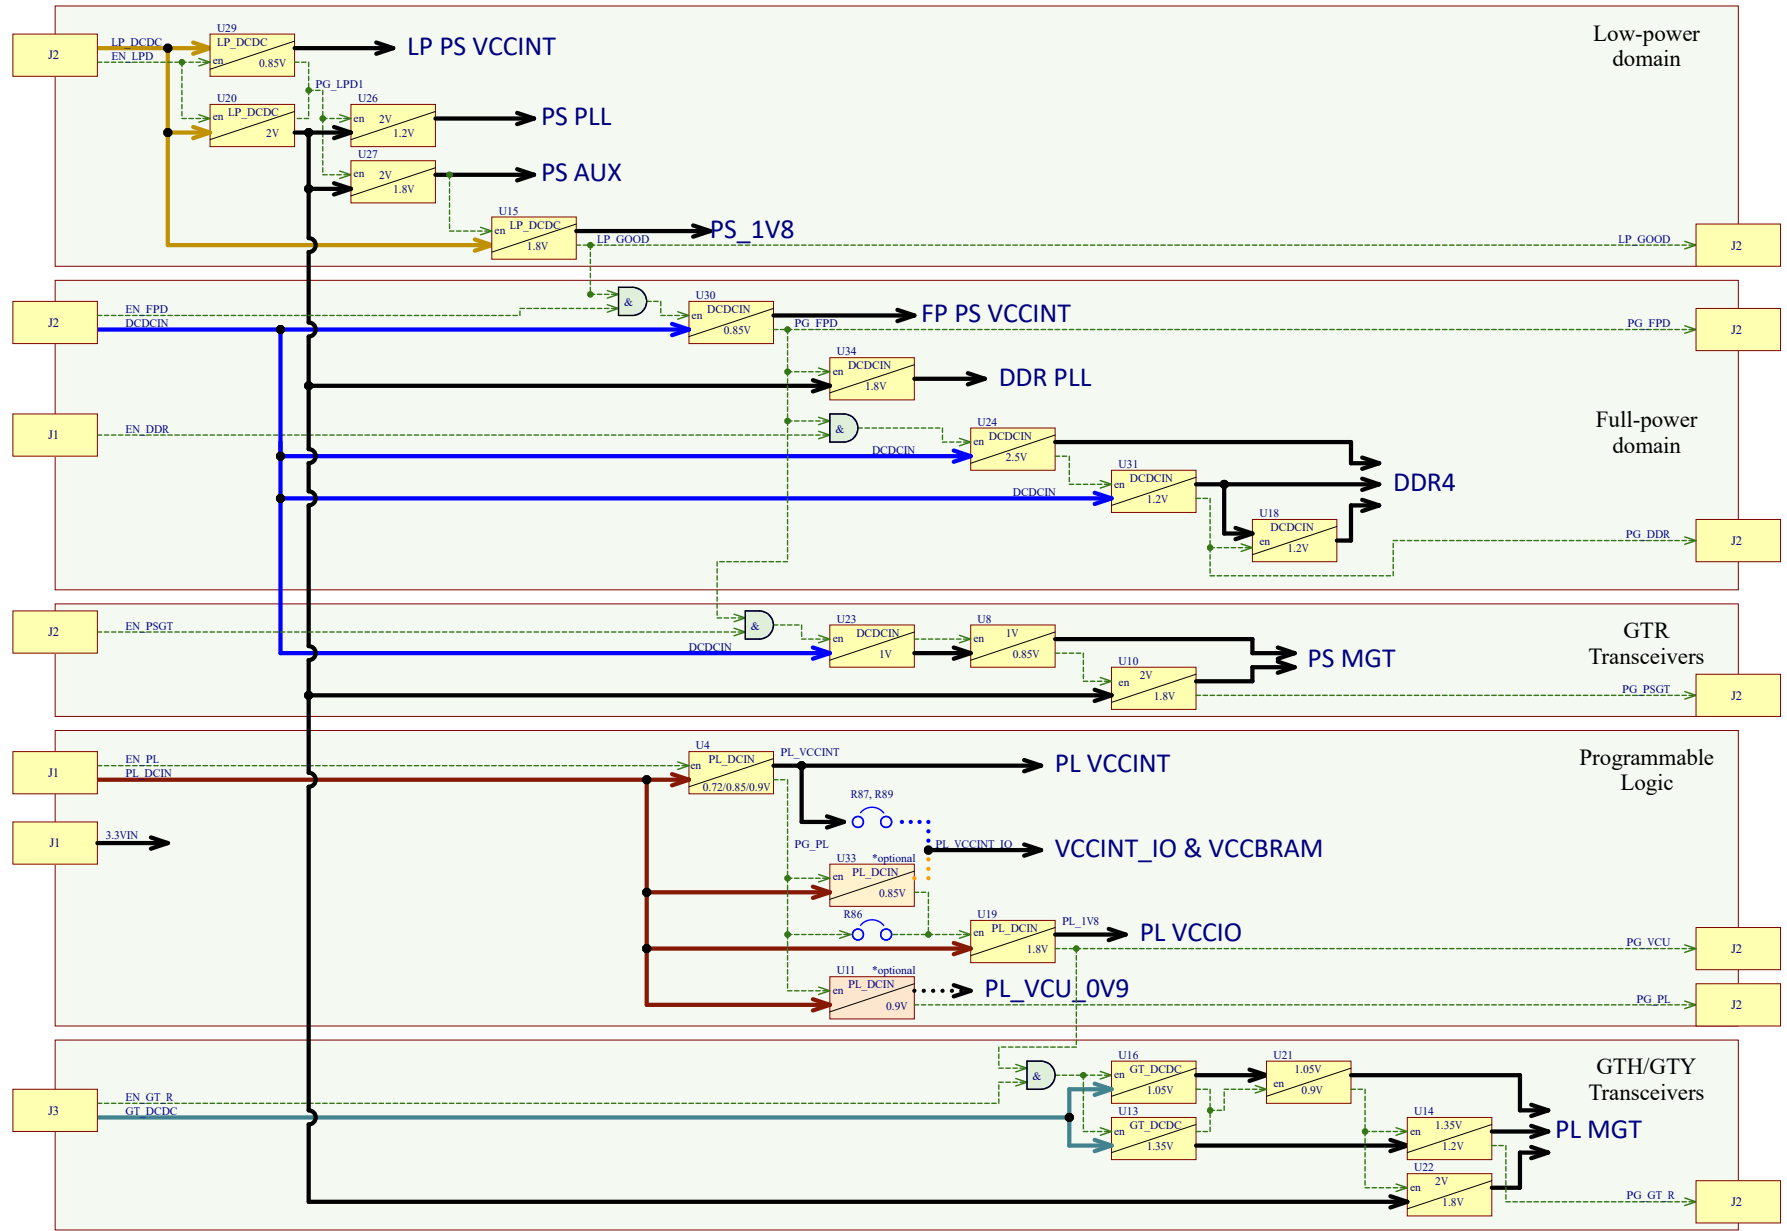 Low-power
domain
J2
LP_DCDC
EN_LPD
U29
LP_DCDC
en
0.85V
LP PS VCCINT
PG_LPD1
U20
en
LP_DCDC
2V
U26
en
2V
1.2V
PS PLL
U27
en
2V
1.8V
PS AUX
U15
en
LP_DCDC
1.8V
PS_1V8
LP_GOOD
LP_GOOD
J2
Full-power
domain
J2
EN_FPD
DCDCIN
&
U30
DCDCIN
en
0.85V
FP PS VCCINT
PG_FPD
PG_FPD
J2
U34
en
DCDCIN
1.8V
DDR PLL
J1
EN_DDR
&
DCDCIN
U24
DCDCIN
en
2.5V
DCDCIN
U31
DCDCIN
en
1.2V
DDR4
U18
DCDCIN
en
1.2V
PG_DDR
J2
GTR
Transceivers
J2
EN_PSGT
&
DCDCIN
U23
DCDCIN
en
1V
U8
en
1V
0.85V
U10
2V
en
1.8V
PS MGT
PG_PSGT
J2
Programmable
Logic
J1
EN_PL
PL_DCIN
U4
PL_DCIN
en
0.72/0.85/0.9V
PL_VCCINT
PL VCCINT
J1
3.3VIN
R87, R89
PG_PL
PL_VCCINT_IO
VCCINT_IO & VCCBRAM
U33
*optional
PL_DCIN
en
0.85V
R86
U19
en
PL_DCIN
1.8V
PL_1V8
PL VCCIO
PG_VCU
J2
U11
*optional
PL_DCIN
en
0.9V
PL_VCU_0V9
PG_PL
J2
GTH/GTY
Transceivers
J3
EN_GT_R
GT_DCDC
&
U16
GT_DCDC
en
1.05V
U21
1.05V
en
0.9V
U13
GT_DCDC
en
1.35V
U14
1.35V
en
1.2V
PL MGT
U22
2V
en
1.8V
PG_GT_R
J2